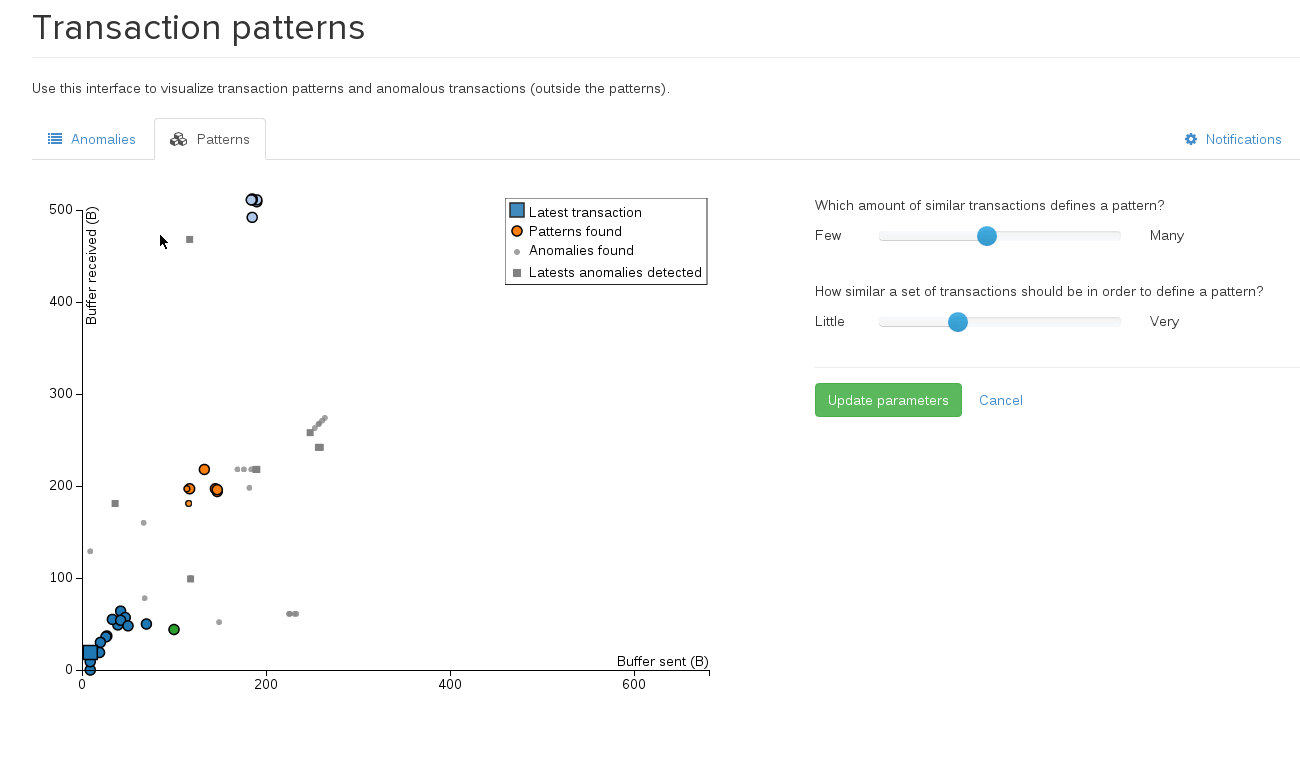 Transaction patterns
Use this interface to visualize transaction patterns and anomalous transactions (outside the patterns).
Anomalies
Patterns
Notifications
500
400
300
200
100
0
Buffer received (B)
0
200
400
600
Buffer sent (B)
Latest transaction
Patterns found
Anomalies found
Latests anomalies detected
Which amount of similar transactions defines a pattern?
Few Many
How similar a set of transactions should be in order to define a pattern?
Little Very
Update parameters Cancel